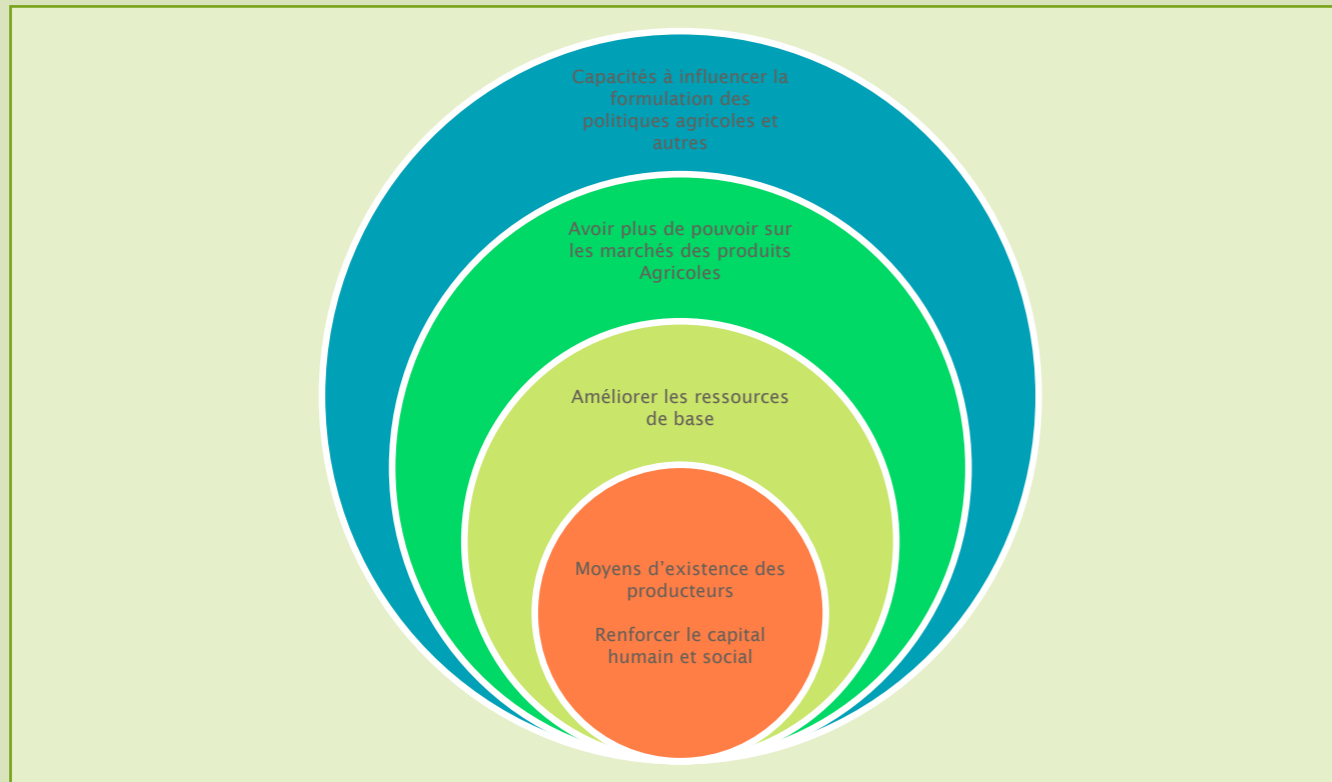 Capacités à influencer la
formulation des
politiques agricoles et
autres
Avoir plus de pouvoir sur
les marchés des produits
Agricoles
Améliorer les ressources
de base
Moyens d'existence des
producteurs
Renforcer le capital
humain et social